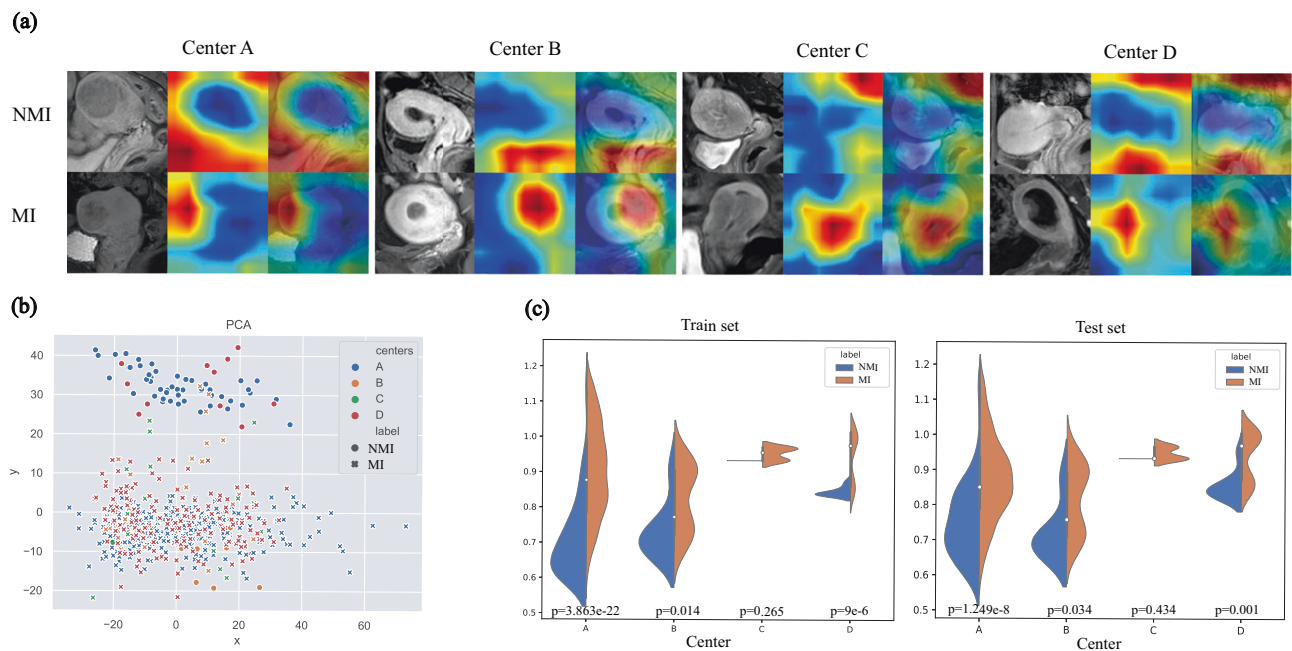 (a)
Center A
Center B
Center C
Center D
NMI
MI
(b)
PCA
centers
A
B
C
D
label
NMI
MI
y
40
30
20
10
0
−10
−20
−20
0
20
40
60
x
(c)
Train set
label
NMI
MI
1.2
1.1
1.0
0.9
0.8
0.7
0.6
0.5
p=3.863e-22
p=0.014
p=0.265
p=9e-6
A
B
C
D
Center
Test set
label
NMI
MI
1.2
1.1
1.0
0.9
0.8
0.7
0.6
0.5
p=1.249e-8
p=0.034
p=0.434
p=0.001
A
B
C
D
Center